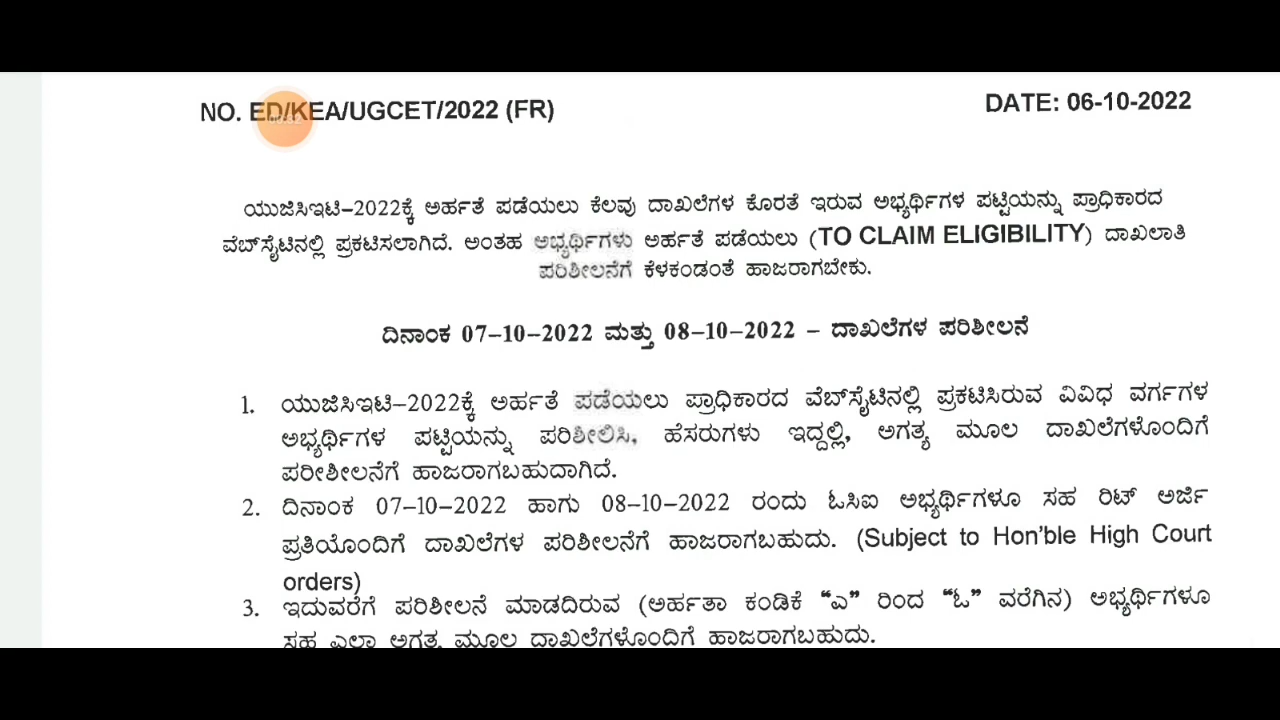 NO. ED/KEA/UGCET/2022 (FR)
DATE: 06-10-2022
ಯುಜಿಸಿಇಟಿ–2022ಕ್ಕೆ ಅರ್ಹತೆ ಪಡೆಯಲು ಕೆಲವು ದಾಖಲೆಗಳ ಕೊರತೆ ಇರುವ ಅಭ್ಯರ್ಥಿಗಳ ಪಟ್ಟಿಯನ್ನು ಪ್ರಾಧಿಕಾರದ
ವೆಬ್‌ಸೈಟಿನಲ್ಲಿ ಪ್ರಕಟಿಸಲಾಗಿದೆ. ಅಂತಹ ಅಭ್ಯರ್ಥಿಗಳು ಅರ್ಹತೆ ಪಡೆಯಲು (TO CLAIM ELIGIBILITY) ದಾಖಲಾತಿ
ಪರಿಶೀಲನೆಗೆ ಕೆಳಕಂಡಂತೆ ಹಾಜರಾಗಬೇಕು.
ದಿನಾಂಕ 07–10–2022 ಮತ್ತು 08–10–2022 – ದಾಖಲೆಗಳ ಪರಿಶೀಲನೆ
1. ಯುಜಿಸಿಇಟಿ–2022ಕ್ಕೆ ಅರ್ಹತೆ ಪಡೆಯಲು ಪ್ರಾಧಿಕಾರದ ವೆಬ್‌ಸೈಟಿನಲ್ಲಿ ಪ್ರಕಟಿಸಿರುವ ವಿವಿಧ ವರ್ಗಗಳ
ಅಭ್ಯರ್ಥಿಗಳ ಪಟ್ಟಿಯನ್ನು ಪರಿಶೀಲಿಸಿ, ಹೆಸರುಗಳು ಇದ್ದಲ್ಲಿ, ಅಗತ್ಯ ಮೂಲ ದಾಖಲೆಗಳೊಂದಿಗೆ
ಪರೀಶೀಲನೆಗೆ ಹಾಜರಾಗಬಹುದಾಗಿದೆ.
2. ದಿನಾಂಕ 07–10–2022 ಹಾಗು 08–10–2022 ರಂದು ಓಸಿಐ ಅಭ್ಯರ್ಥಿಗಳೂ ಸಹ ರಿಟ್ ಅರ್ಜಿ
ಪ್ರತಿಯೊಂದಿಗೆ ದಾಖಲೆಗಳ ಪರಿಶೀಲನೆಗೆ ಹಾಜರಾಗಬಹುದು. (Subject to Hon’ble High Court
orders)
3. ಇದುವರೆಗೆ ಪರಿಶೀಲನೆ ಮಾಡದಿರುವ (ಅರ್ಹತಾ ಕಂಡಿಕೆ “ಎ” ರಿಂದ “ಓ” ವರೆಗಿನ) ಅಭ್ಯರ್ಥಿಗಳೂ
ಸಹ ಎಲ್ಲಾ ಅಗತ್ಯ ಮೂಲ ದಾಖಲೆಗಳೊಂದಿಗೆ ಹಾಜರಾಗಬಹುದು.